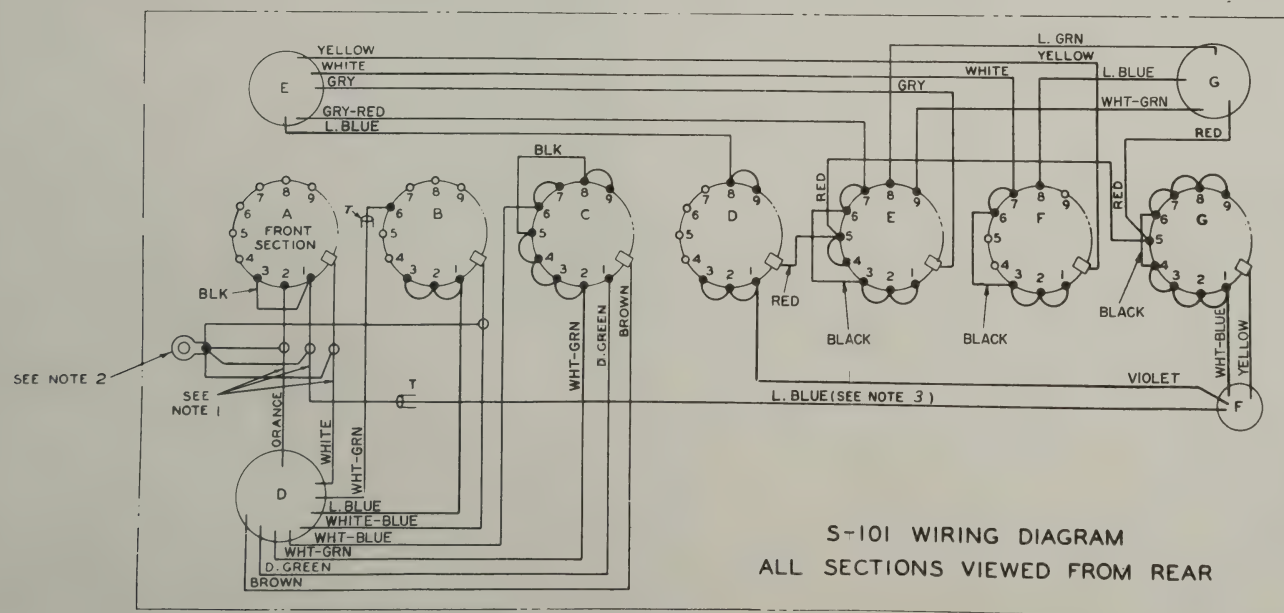 YELLOW
WHITE
GRY
GRY-RED
L. BLUE
E
L. GRN
YELLOW
WHITE
L. BLUE
GRY
WHT-GRN
RED
G
A
FRONT
SECTION
1
2
3
4
5
6
7
8
9
BLK
T
B
1
2
3
4
5
6
7
8
9
BLK
C
1
2
3
4
5
6
7
8
9
D
1
2
3
4
5
6
7
8
9
RED
RED
E
1
2
3
4
5
6
7
8
9
BLACK
F
1
2
3
4
5
6
7
8
9
BLACK
RED
G
1
2
3
4
5
6
7
8
9
BLACK
SEE NOTE 2
SEE
NOTE 1
ORANGE
WHITE
WHT-GRN
T
WHT-GRN
D. GREEN
BROWN
VIOLET
L. BLUE (SEE NOTE 3)
WHT-BLUE
YELLOW
F
D
L. BLUE
WHITE-BLUE
WHT-BLUE
WHT-GRN
D. GREEN
BROWN
S-101 WIRING DIAGRAM
ALL SECTIONS VIEWED FROM REAR